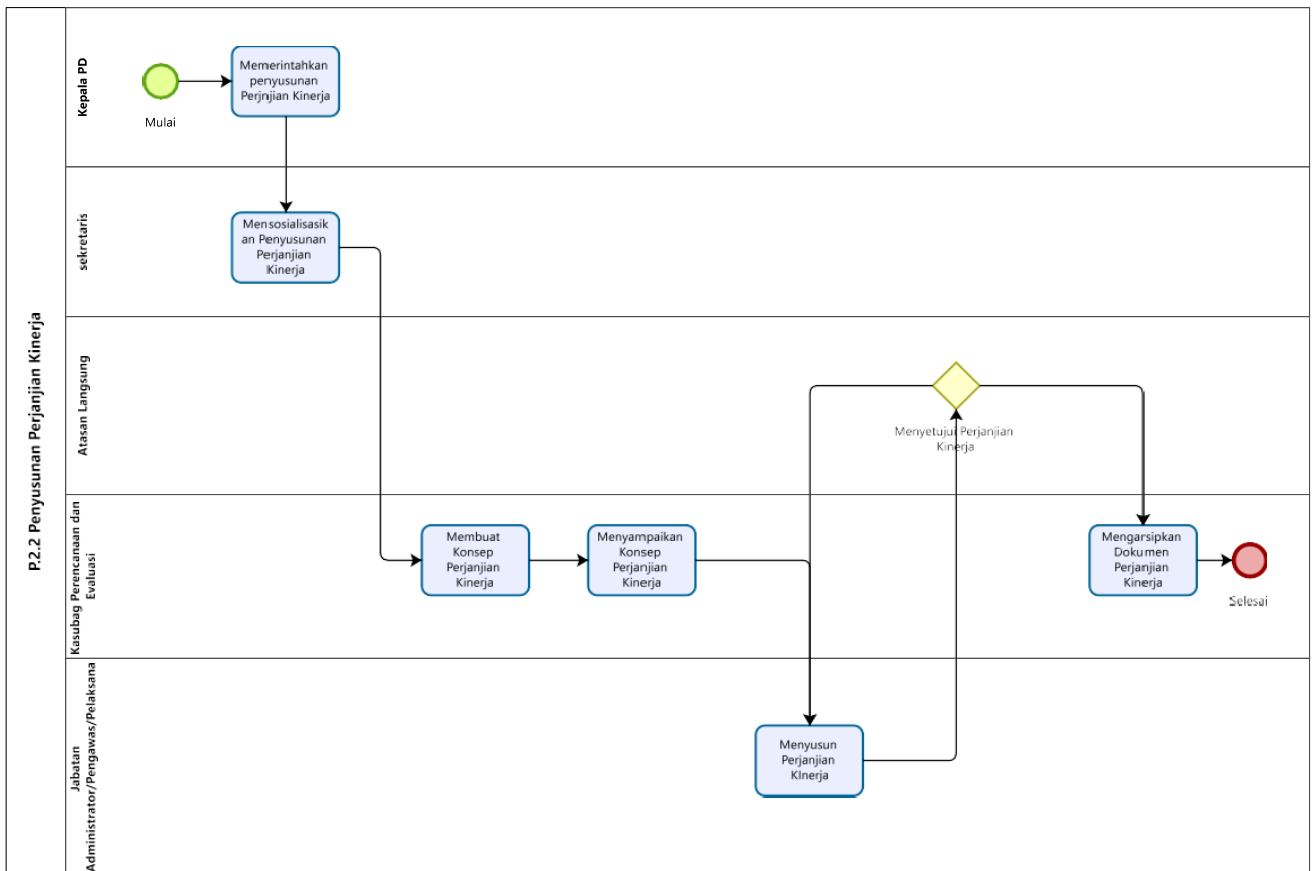 P.2.2 Penyusunan Perjanjian Kinerja
Kepala PD
Mulai
Memerintahkan
penyusunan
Perjnjian Kinerja
sekretaris
Mensosialisasik
an Penyusunan
Perjanjian
Kinerja
Atasan Langsung
Menyetujui Perjanjian
Kinerja
Kasubag Perencanaan dan
Evaluasi
Membuat
Konsep
Perjanjian
Kinerja
Menyampaikan
Konsep
Perjanjian
Kinerja
Mengarsipkan
Dokumen
Perjanjian
Kinerja
Selesai
Jabatan
Administrator/Pengawas/Pelaksana
Menyusun
Perjanjian
KInerja